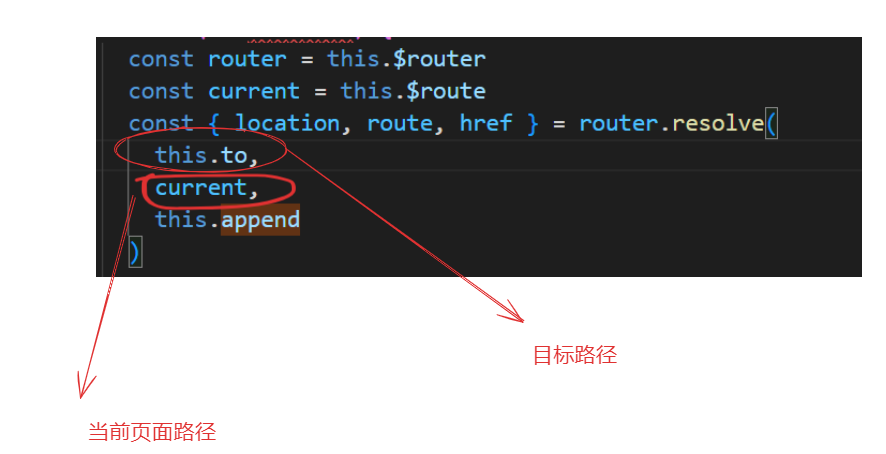 const router = this.$router
const current = this.$route
const { location, route, href } = router.resolve(
this.to,
current,
this.append
)
目标路径
当前页面路径